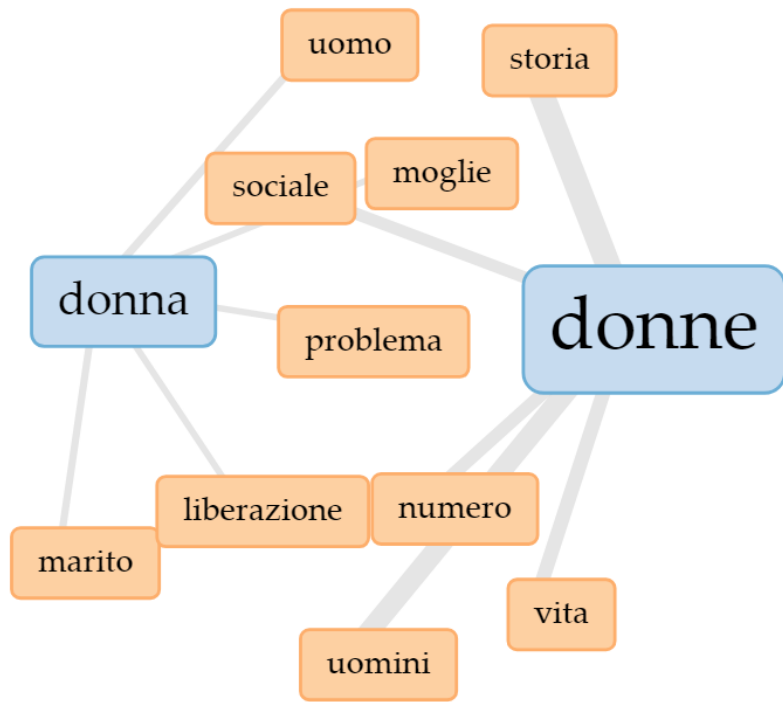 uomo
storia
sociale
moglie
donna
donne
problema
liberazione
numero
marito
vita
uomini